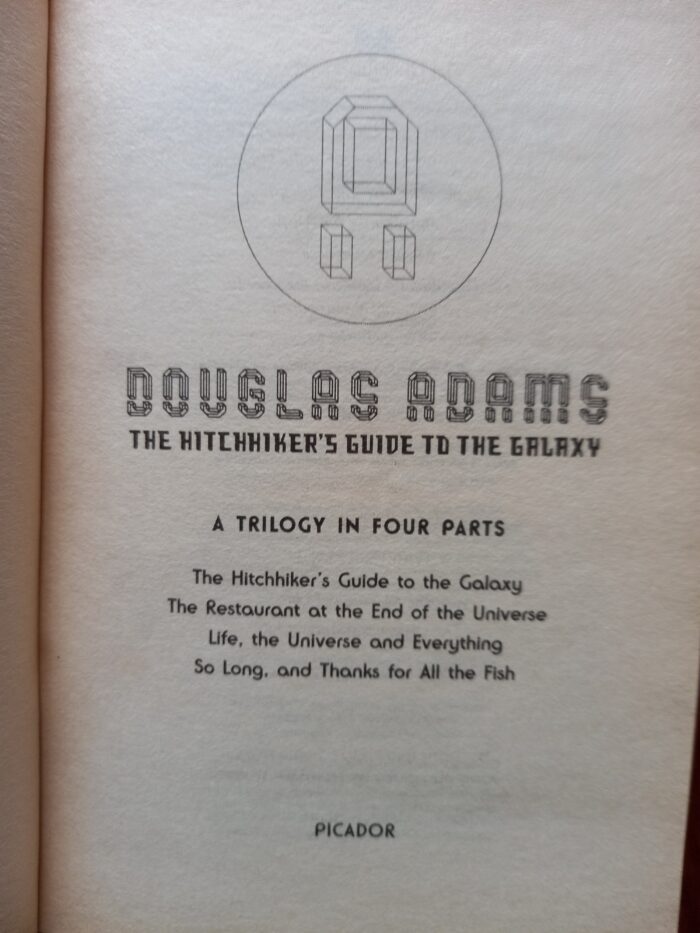 DOUGLAS ADAMS
THE HITCHHIKER'S GUIDE TO THE GALAXY
A TRILOGY IN FOUR PARTS
The Hitchhiker's Guide to the Galaxy
The Restaurant at the End of the Universe
Life, the Universe and Everything
So Long, and Thanks for All the Fish
PICADOR